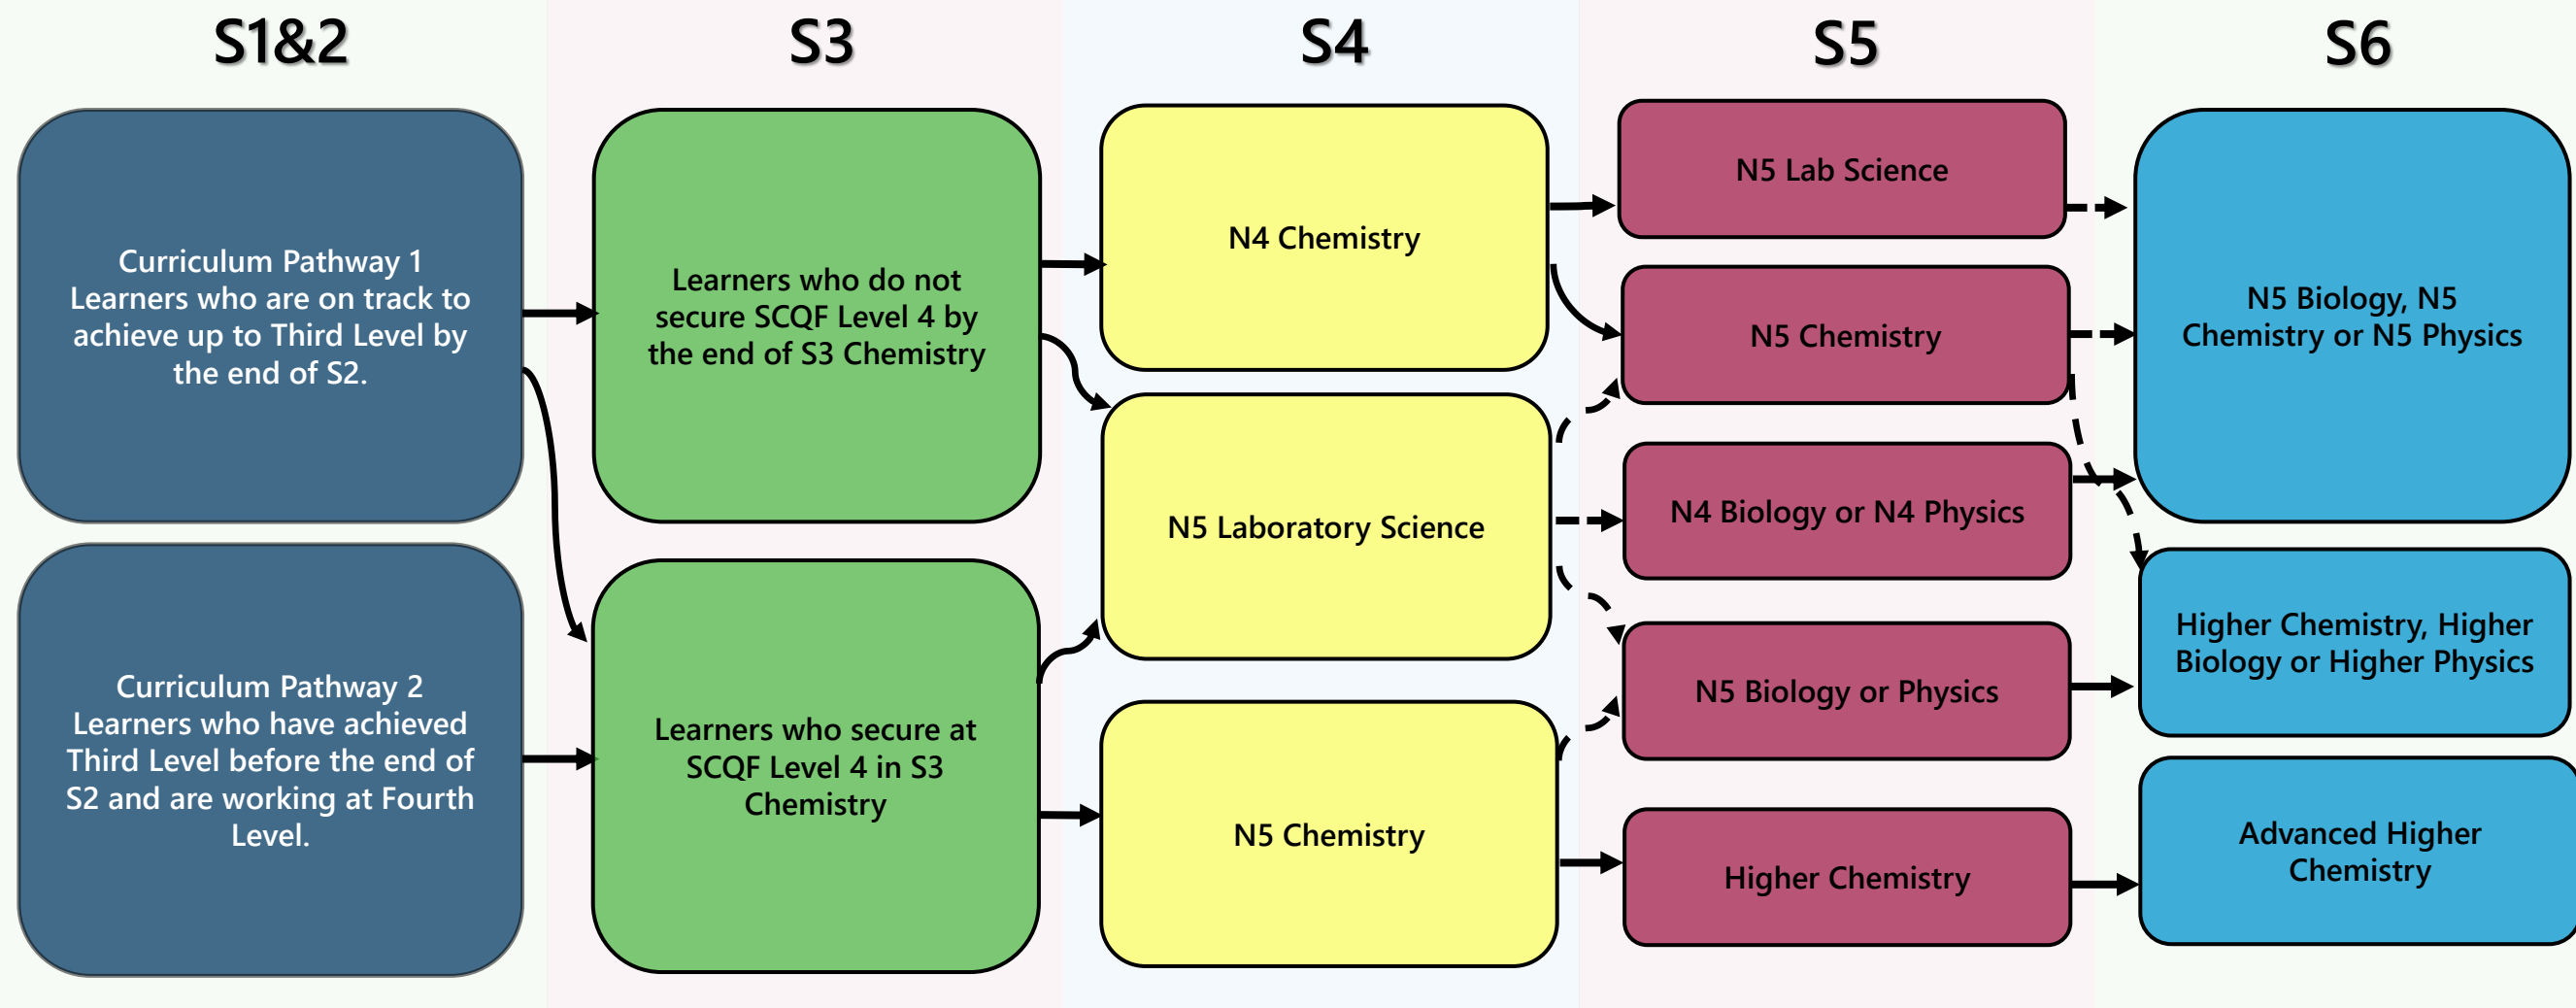 S1&2
S3
S4
S5
S6
Curriculum Pathway 1
Learners who are on track to
achieve up to Third Level by
the end of S2.
Curriculum Pathway 2
Learners who have achieved
Third Level before the end of
S2 and are working at Fourth
Level.
Learners who do not
secure SCQF Level 4 by
the end of S3 Chemistry
Learners who secure at
SCQF Level 4 in S3
Chemistry
N4 Chemistry
N5 Laboratory Science
N5 Chemistry
N5 Lab Science
N5 Chemistry
N4 Biology or N4 Physics
N5 Biology or Physics
Higher Chemistry
N5 Biology, N5
Chemistry or N5 Physics
Higher Chemistry, Higher
Biology or Higher Physics
Advanced Higher
Chemistry